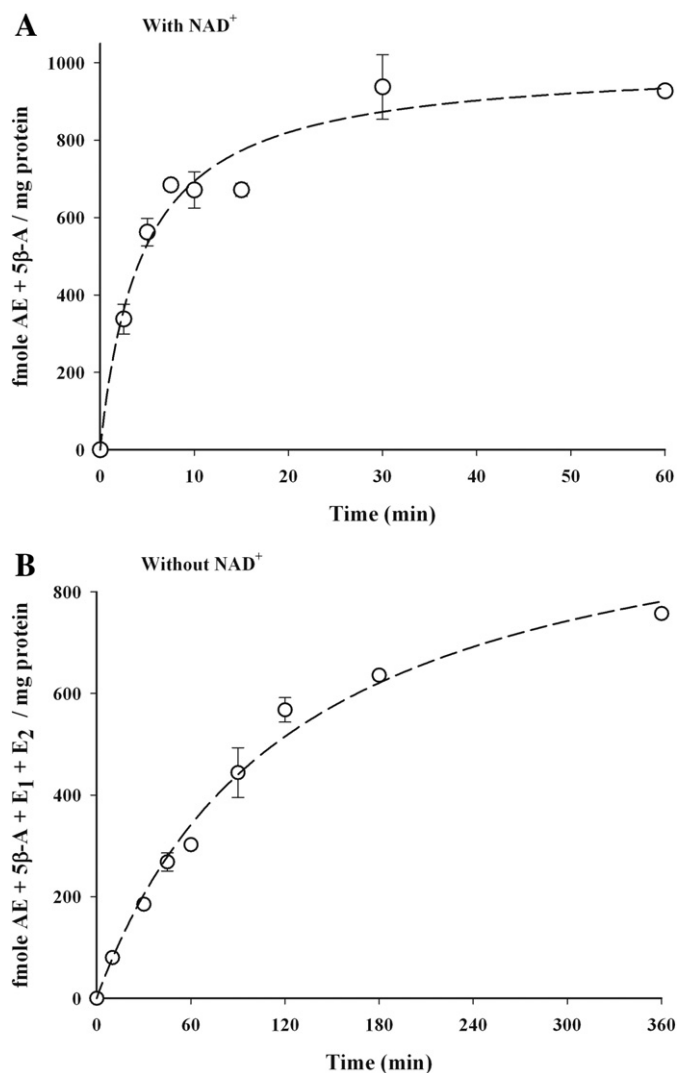 A
With NAD⁺
fmole AE + 5β-A / mg protein
1000
800
600
400
200
0
0 10 20 30 40 50 60
Time (min)
B
Without NAD⁺
fmole AE + 5β-A + E₁ + E₂ / mg protein
800
600
400
200
0
0 60 120 180 240 300 360
Time (min)